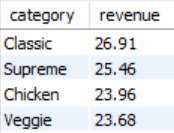 category revenue
Classic 26.91
Supreme 25.46
Chicken 23.96
Veggie 23.68